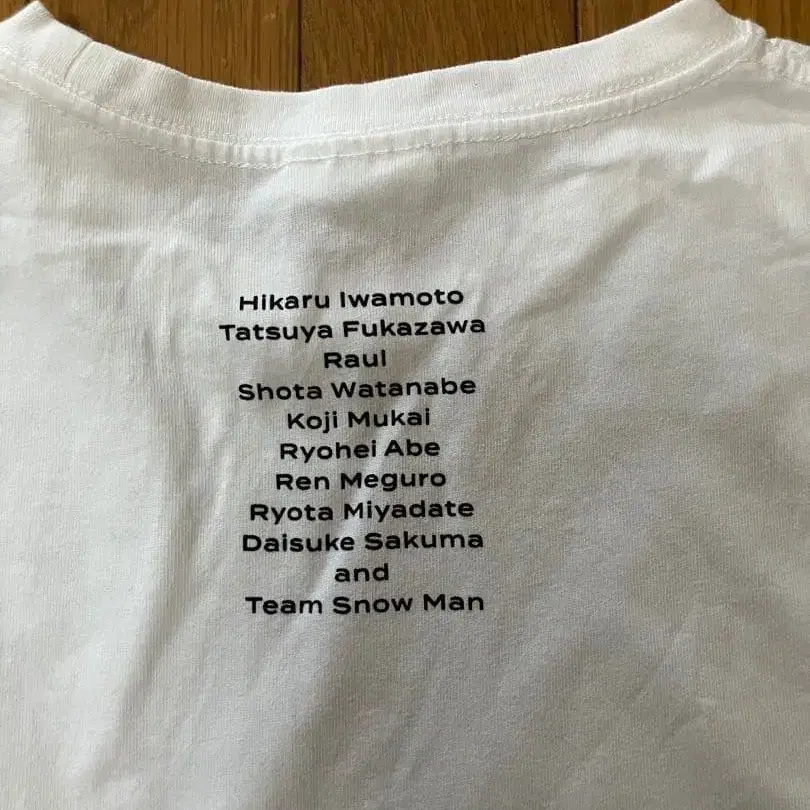 Hikaru Iwamoto
Tatsuya Fukazawa
Raul
Shota Watanabe
Koji Mukai
Ryohei Abe
Ren Meguro
Ryota Miyadate
Daisuke Sakuma
and
Team Snow Man